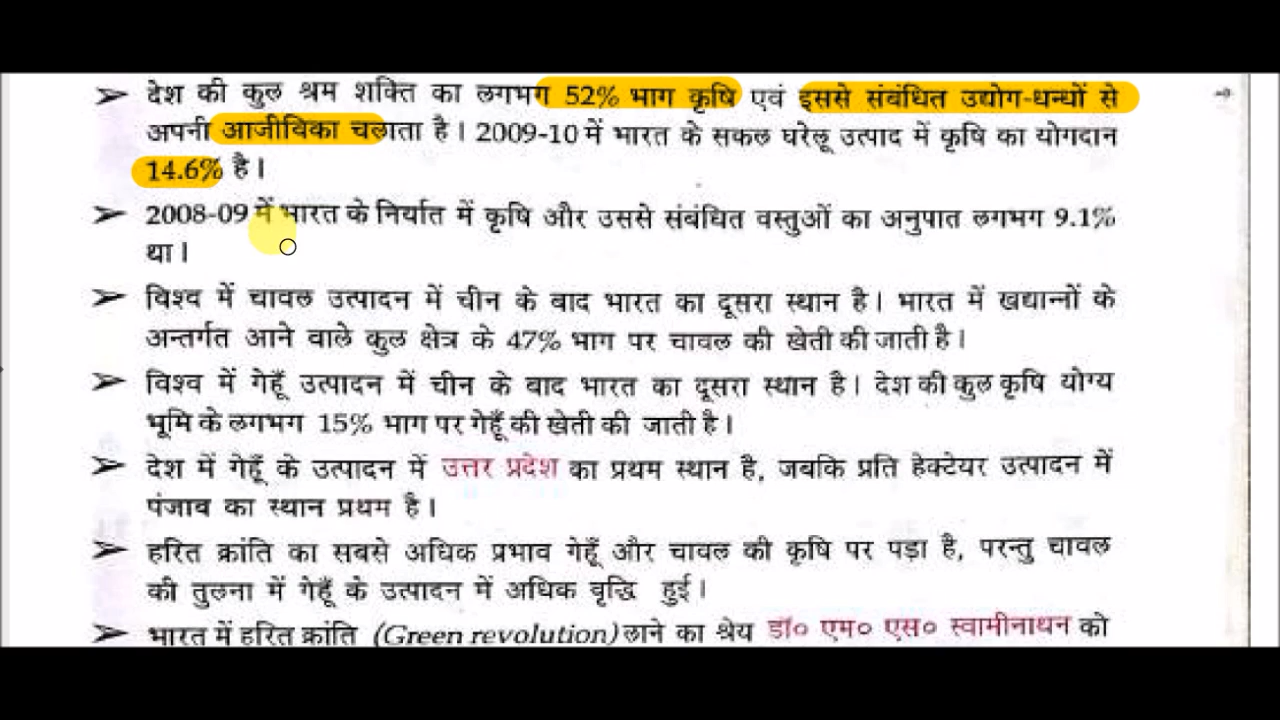 ➢ देश की कुल श्रम शक्ति का लगभग 52% भाग कृषि एवं इससे संबंधित उद्योग-धन्धों से
अपनी आजीविका चलाता है। 2009-10 में भारत के सकल घरेलू उत्पाद में कृषि का योगदान
14.6% है।
➢ 2008-09 में भारत के निर्यात में कृषि और उससे संबंधित वस्तुओं का अनुपात लगभग 9.1%
था।
➢ विश्व में चावल उत्पादन में चीन के बाद भारत का दूसरा स्थान है। भारत में खद्यान्नों के
अन्तर्गत आने वाले कुल क्षेत्र के 47% भाग पर चावल की खेती की जाती है।
➢ विश्व में गेहूँ उत्पादन में चीन के बाद भारत का दूसरा स्थान है। देश की कुल कृषि योग्य
भूमि के लगभग 15% भाग पर गेहूँ की खेती की जाती है।
➢ देश में गेहूँ के उत्पादन में उत्तर प्रदेश का प्रथम स्थान है, जबकि प्रति हेक्टेयर उत्पादन में
पंजाब का स्थान प्रथम है।
➢ हरित क्रांति का सबसे अधिक प्रभाव गेहूँ और चावल की कृषि पर पड़ा है, परन्तु चावल
की तुलना में गेहूँ के उत्पादन में अधिक वृद्धि हुई।
➢ भारत में हरित क्रांति (Green revolution) लाने का श्रेय डॉ० एम० एस० स्वामीनाथन को